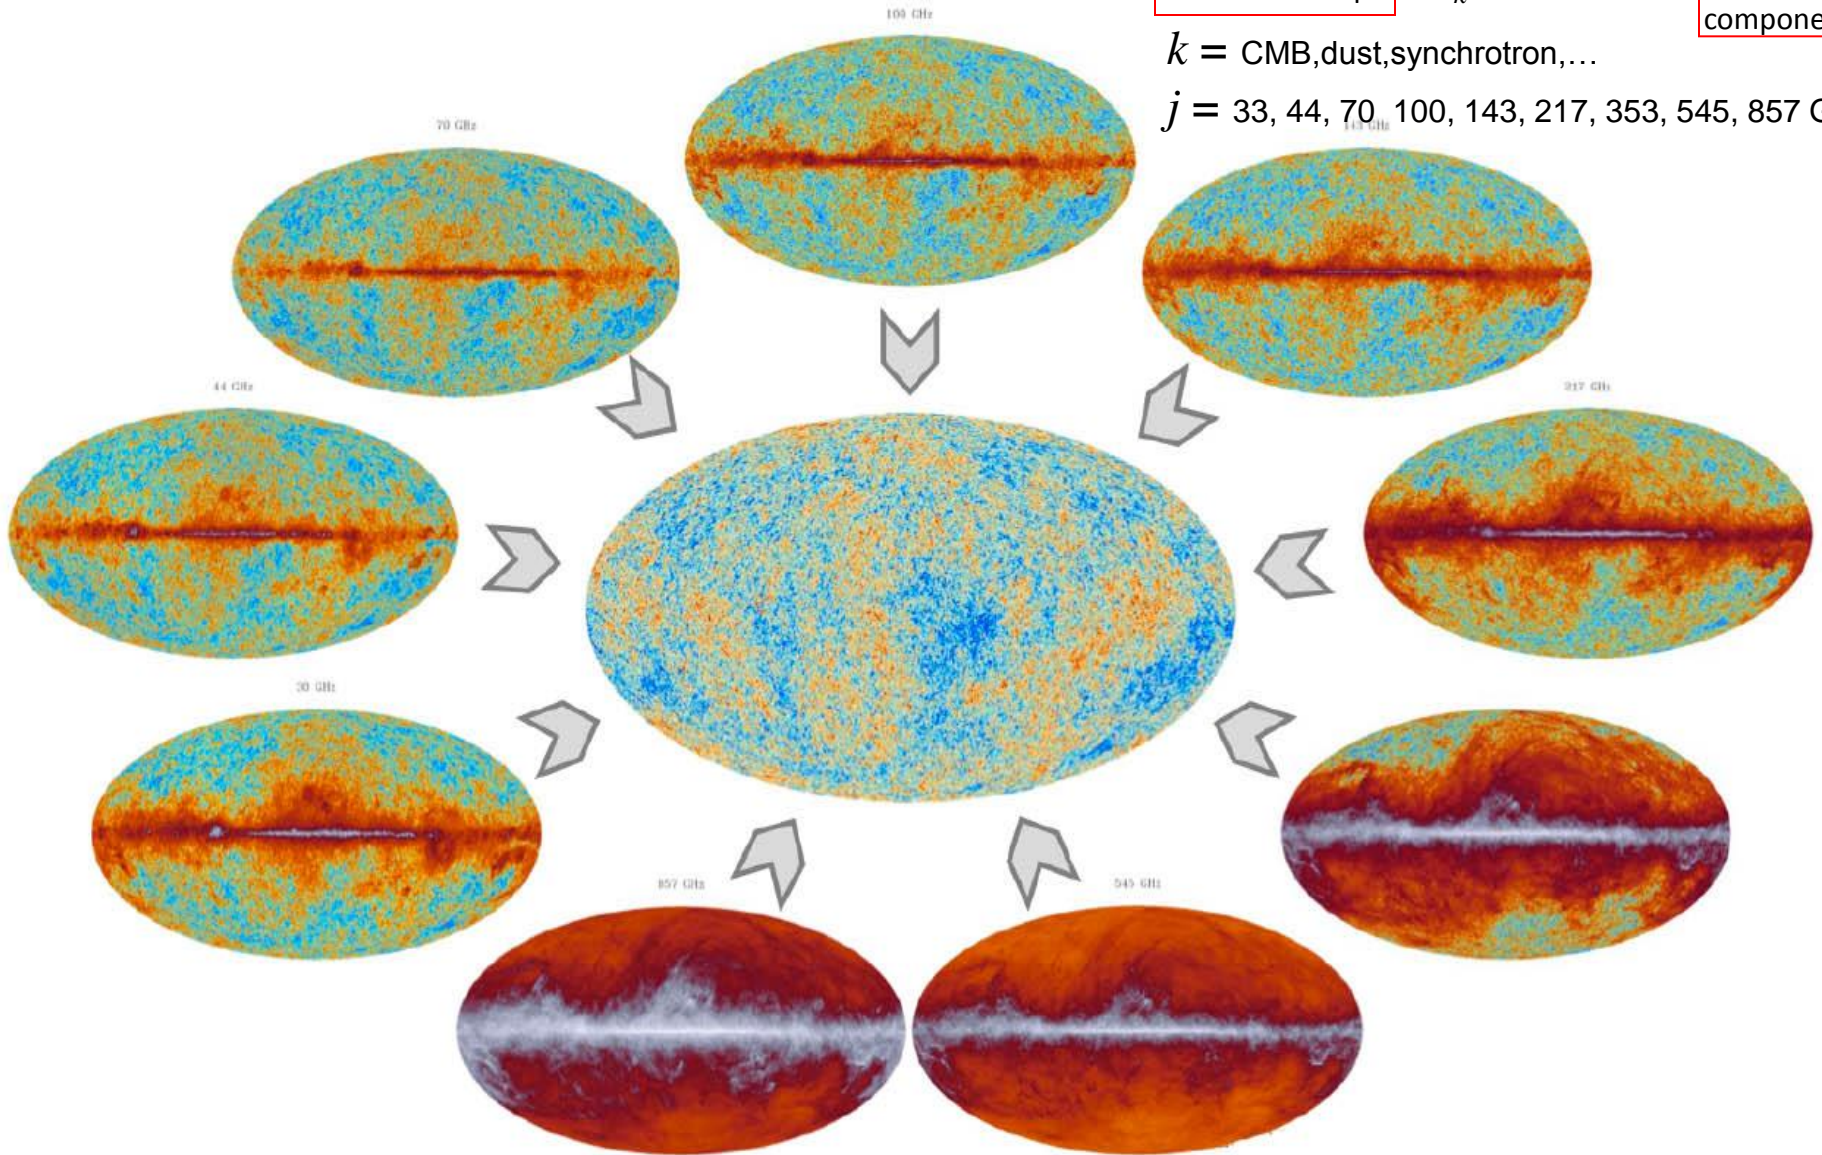 k
compone
k = CMB,dust,synchrotron,…
j = 33, 44, 70 100, 143, 217, 353, 545, 857 G
100 GHz
70 GHz
143 GHz
44 GHz
217 GHz
30 GHz
857 GHz
545 GHz